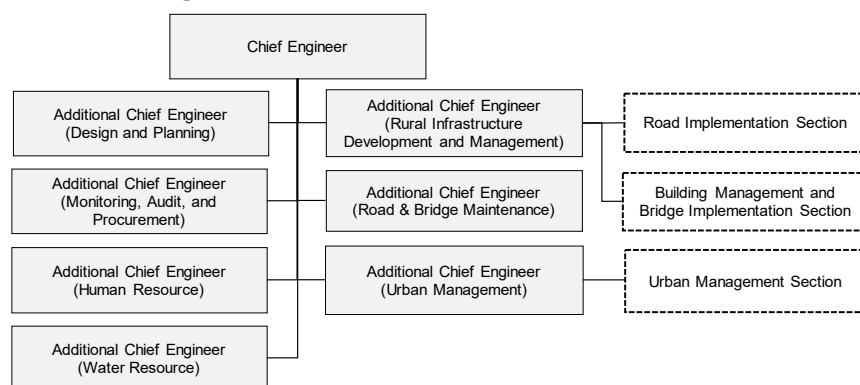 Chief Engineer
Additional Chief Engineer
(Design and Planning)
Additional Chief Engineer
(Rural Infrastructure
Development and Management)
Road Implementation Section
Additional Chief Engineer
(Monitoring, Audit, and
Procurement)
Additional Chief Engineer
(Road & Bridge Maintenance)
Building Management and
Bridge Implementation Section
Additional Chief Engineer
(Human Resource)
Additional Chief Engineer
(Urban Management)
Urban Management Section
Additional Chief Engineer
(Water Resource)